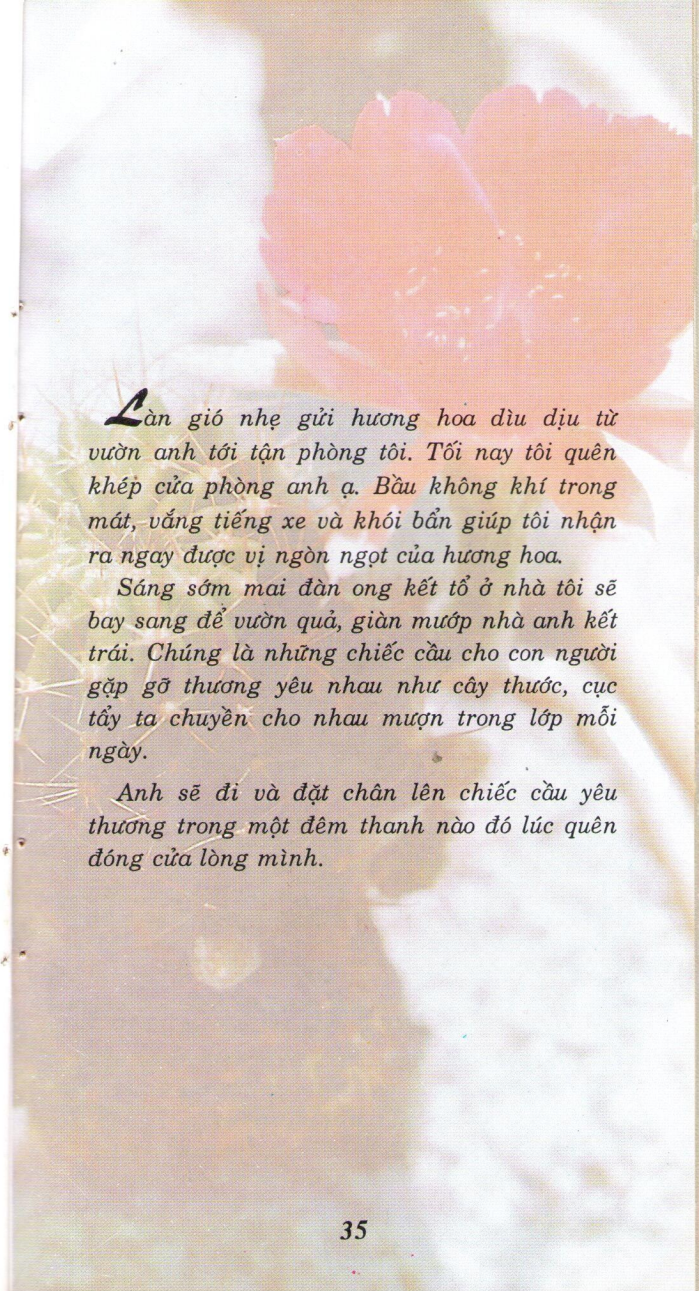 Làn gió nhẹ gửi hương hoa dìu dịu từ
vườn anh tới tận phòng tôi. Tối nay tôi quên
khép cửa phòng anh ạ. Bầu không khí trong
mát, vắng tiếng xe và khói bẩn giúp tôi nhận
ra ngay được vị ngòn ngọt của hương hoa.
Sáng sớm mai đàn ong kết tổ ở nhà tôi sẽ
bay sang để vườn quả, giàn mướp nhà anh kết
trái. Chúng là những chiếc cầu cho con người
gặp gỡ thương yêu nhau như cây thước, cục
tẩy ta chuyền cho nhau mượn trong lớp mỗi
ngày.
Anh sẽ đi và đặt chân lên chiếc cầu yêu
thương trong một đêm thanh nào đó lúc quên
đóng cửa lòng mình.
35